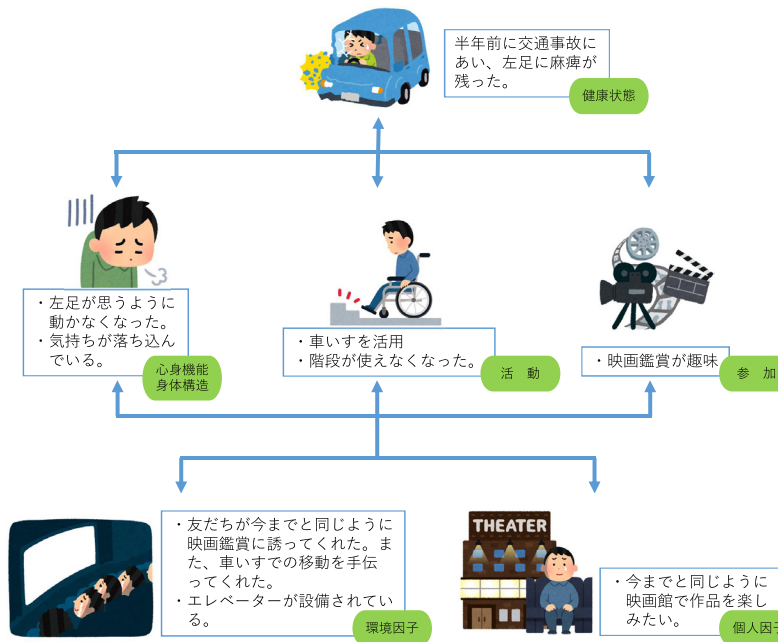 半年前に交通事故に
あい、左足に麻痺が
残った。
健康状態
・左足が思うように
動かなくなった。
・気持ちが落ち込ん
でいる。
心身機能
身体構造
・車いすを活用
・階段が使えなくなった。
活　動
・映画鑑賞が趣味
参　加
・友だちが今までと同じように
映画鑑賞に誘ってくれた。ま
た、車いすでの移動を手伝
ってくれた。
・エレベーターが設備されてい
る。
環境因子
THEATER
・今までと同じように
映画館で作品を楽し
みたい。
個人因子